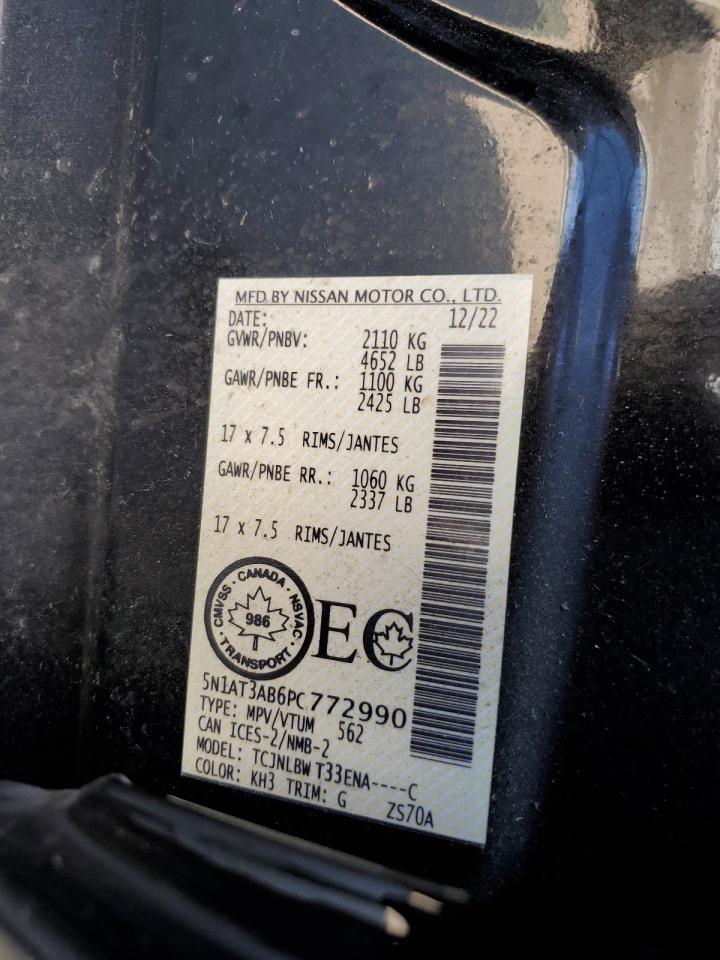 MFD BY NISSAN MOTOR CO., LTD.
DATE: 12/22
GVWR/PNBV: 2110 KG
4652 LB
GAWR/PNBE FR.: 1100 KG
2425 LB
17 x 7.5 RIMS/JANTES
GAWR/PNBE RR.: 1060 KG
2337 LB
17 x 7.5 RIMS/JANTES
CMVSS · CANADA · NSVAC · TRANSPORT ·
986
EC
5N1AT3AB6PC772990
TYPE: MPV/VTUM 562
CAN ICES-2/NMB-2
MODEL: TCJNLBW T33ENA----C
COLOR: KH3 TRIM: G ZS70A